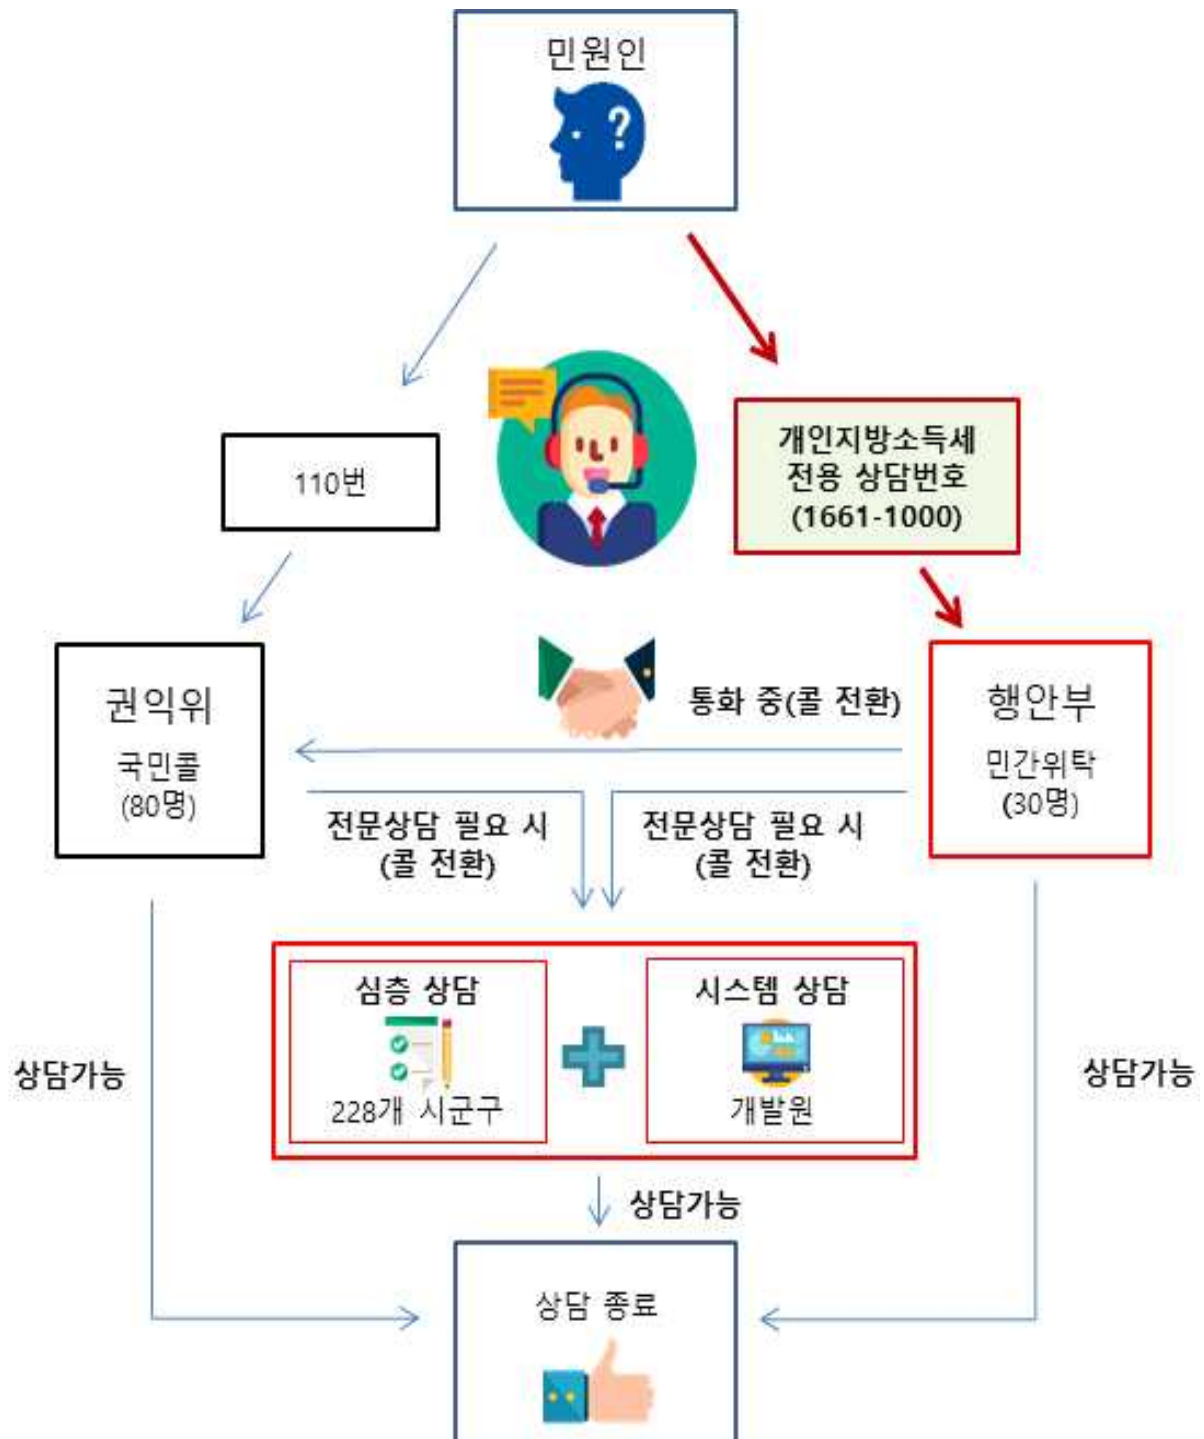 민원인
?
110번
개인지방소득세
전용 상담번호
(1661-1000)
권익위
국민콜
(80명)
통화 중(콜 전환)
행안부
민간위탁
(30명)
전문상담 필요 시
(콜 전환)
전문상담 필요 시
(콜 전환)
심층 상담
228개 시군구
시스템 상담
개발원
상담가능
상담가능
상담가능
상담 종료